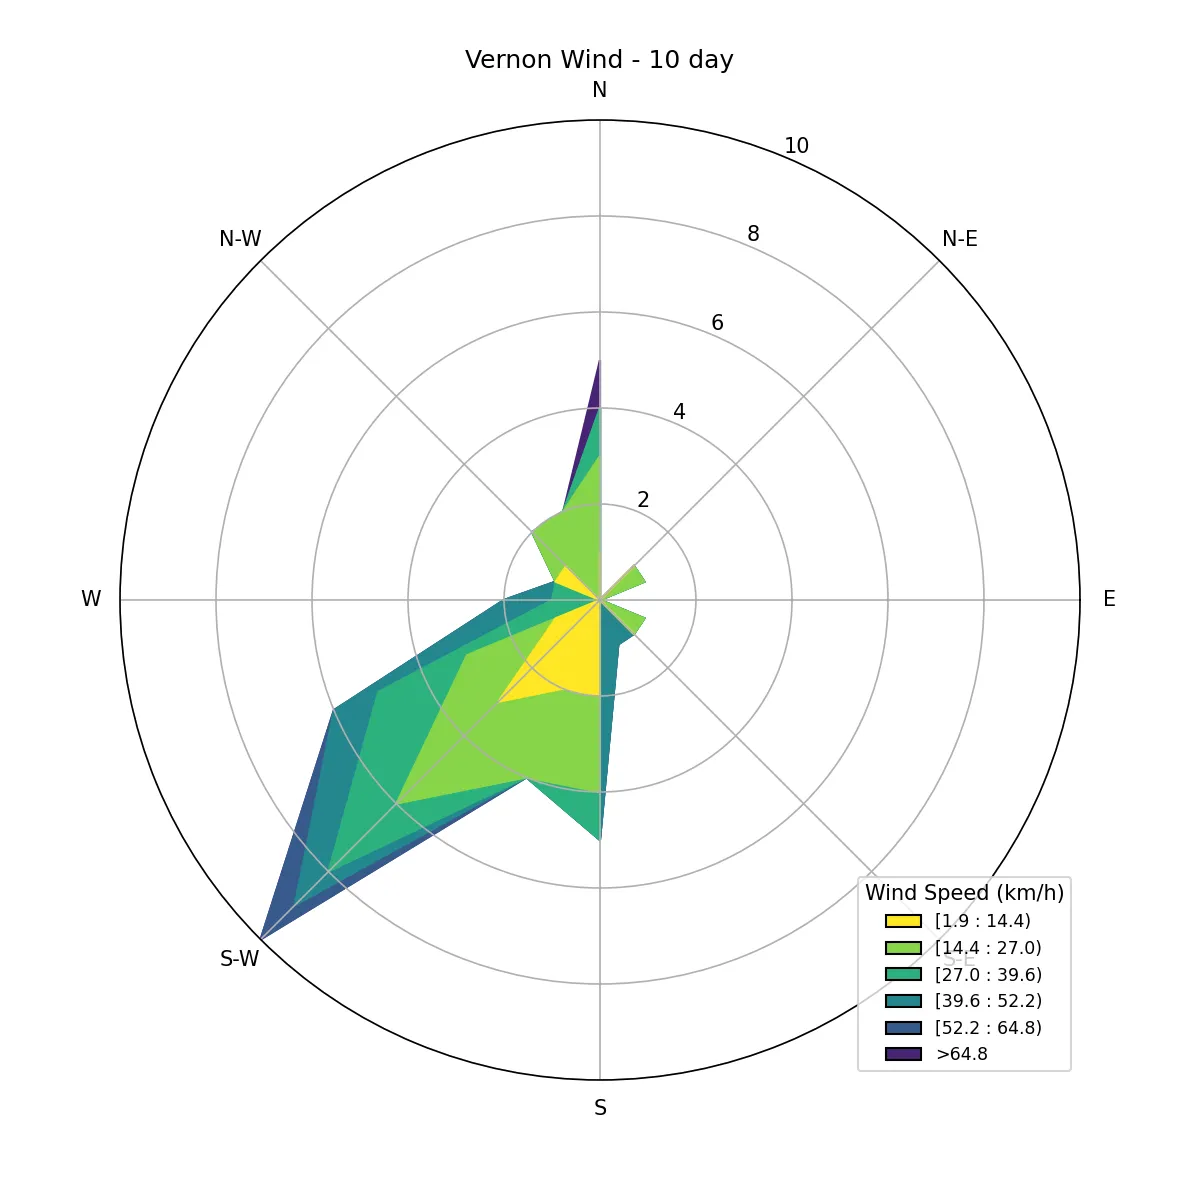 Vernon Wind - 10 day
N
10
N-W
8
N-E
6
4
2
W
E
S-W
S-E
S
Wind Speed (km/h)
[1.9 : 14.4)
[14.4 : 27.0)
[27.0 : 39.6)
[39.6 : 52.2)
[52.2 : 64.8)
>64.8